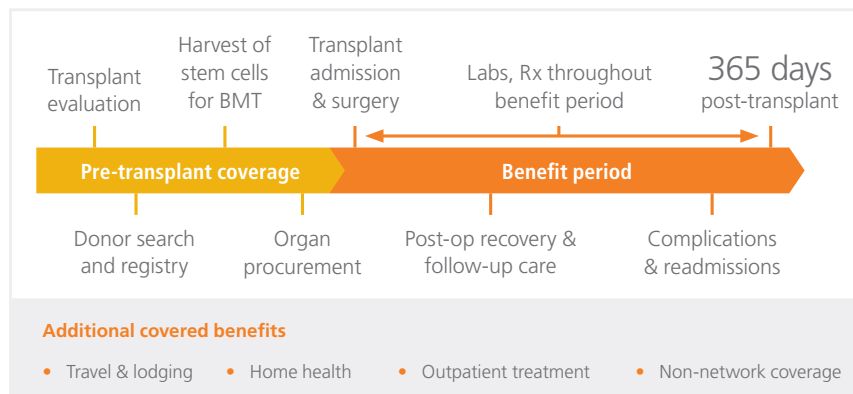 Transplant
evaluation
Harvest of
stem cells
for BMT
Transplant
admission
& surgery
Labs, Rx throughout
benefit period
365 days
post-transplant
Pre-transplant coverage
Benefit period
Donor search
and registry
Organ
procurement
Post-op recovery &
follow-up care
Complications
& readmissions
Additional covered benefits
• Travel & lodging
• Home health
• Outpatient treatment
• Non-network coverage